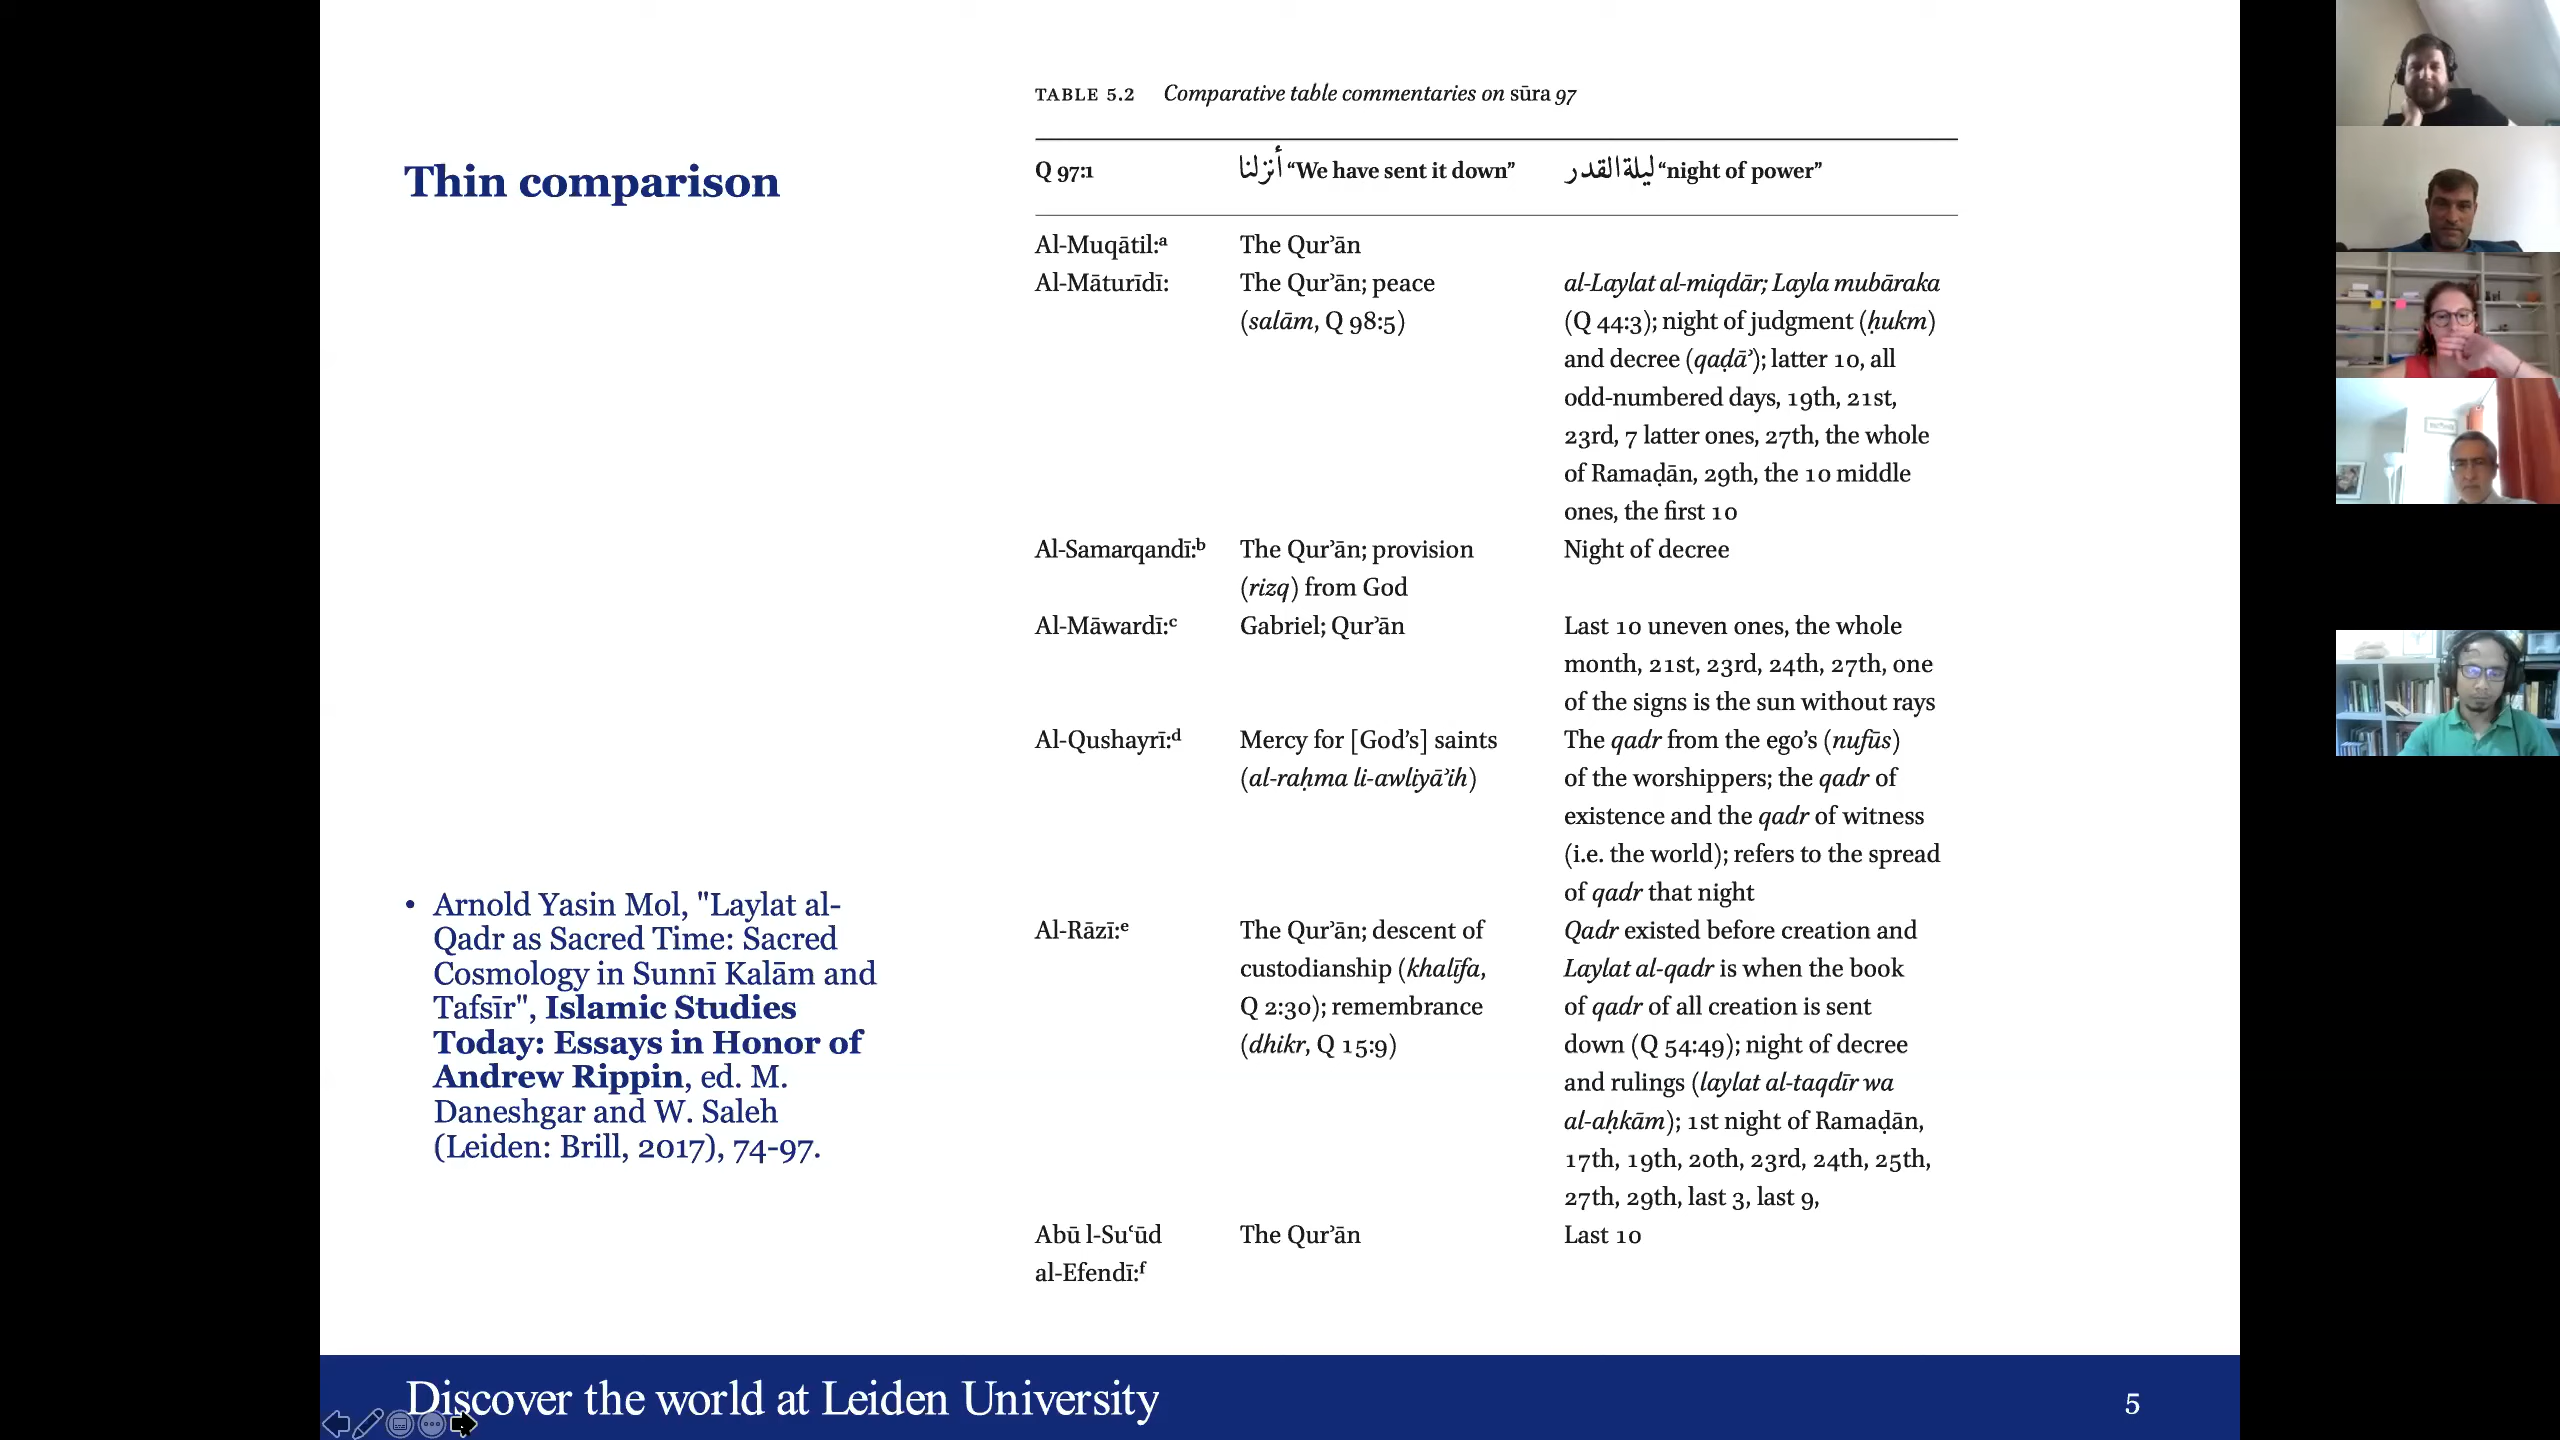 Thin comparison
• Arnold Yasin Mol, "Laylat al-
Qadr as Sacred Time: Sacred
Cosmology in Sunnī Kalām and
Tafsīr", Islamic Studies
Today: Essays in Honor of
Andrew Rippin, ed. M.
Daneshgar and W. Saleh
(Leiden: Brill, 2017), 74-97.
TABLE 5.2 Comparative table commentaries on sūra 97
Q 97:1 أنزلنا “We have sent it down” ليلة القدر “night of power”
Al-Muqātil:ᵃ The Qurʾān
Al-Māturīdī: The Qurʾān; peace al-Laylat al-miqdār; Layla mubāraka
(salām, Q 98:5) (Q 44:3); night of judgment (ḥukm)
and decree (qaḍāʾ); latter 10, all
odd-numbered days, 19th, 21st,
23rd, 7 latter ones, 27th, the whole
of Ramaḍān, 29th, the 10 middle
ones, the first 10
Al-Samarqandī:ᵇ The Qurʾān; provision Night of decree
(rizq) from God
Al-Māwardī:ᶜ Gabriel; Qurʾān Last 10 uneven ones, the whole
month, 21st, 23rd, 24th, 27th, one
of the signs is the sun without rays
Al-Qushayrī:ᵈ Mercy for [God’s] saints The qadr from the ego’s (nufūs)
(al-raḥma li-awliyāʾih) of the worshippers; the qadr of
existence and the qadr of witness
(i.e. the world); refers to the spread
of qadr that night
Al-Rāzī:ᵉ The Qurʾān; descent of Qadr existed before creation and
custodianship (khalīfa, Laylat al-qadr is when the book
Q 2:30); remembrance of qadr of all creation is sent
(dhikr, Q 15:9) down (Q 54:49); night of decree
and rulings (laylat al-taqdīr wa
al-aḥkām); 1st night of Ramaḍān,
17th, 19th, 20th, 23rd, 24th, 25th,
27th, 29th, last 3, last 9,
Abū l-Suʿūd The Qurʾān Last 10
al-Efendī:ᶠ
Discover the world at Leiden University 5